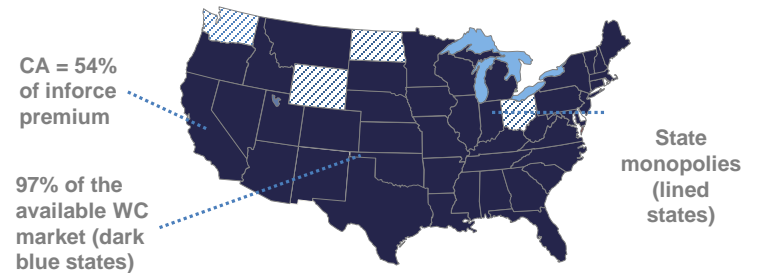 CA = 54%
of inforce
premium
97% of the
available WC
market (dark
blue states)
State
monopolies
(lined
states)